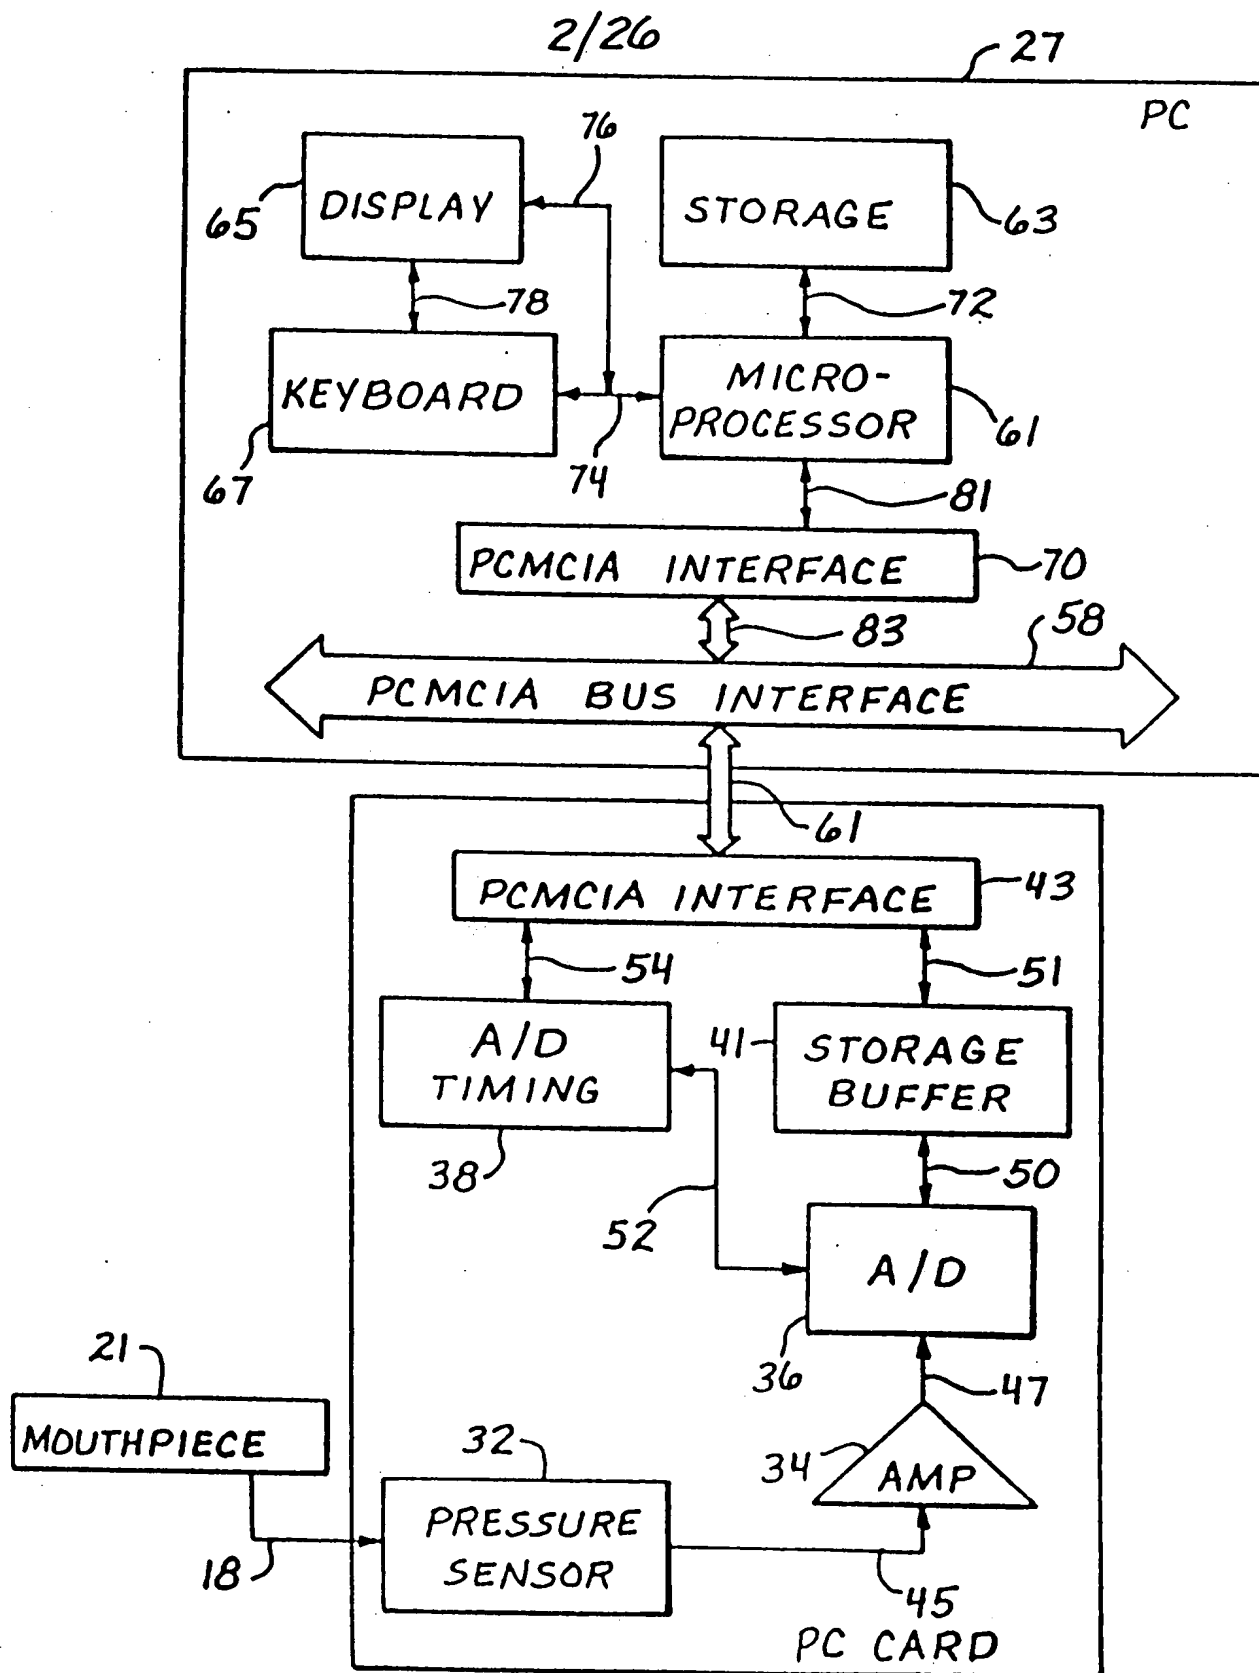 2/26
27
PC
76
65
DISPLAY
STORAGE
63
78
72
KEYBOARD
MICRO-
PROCESSOR
61
67
74
81
PCMCIA INTERFACE
70
83
58
PCMCIA BUS INTERFACE
61
PCMCIA INTERFACE
43
54
51
A/D
TIMING
41
STORAGE
BUFFER
38
50
52
A/D
21
36
47
MOUTHPIECE
32
34
AMP
PRESSURE
SENSOR
18
45
PC CARD